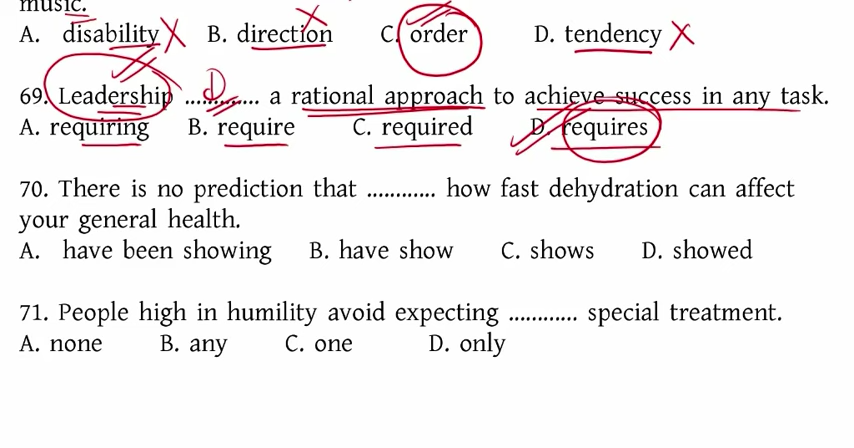 music.
A. disability B. direction C. order D. tendency
D
69. Leadership ............ a rational approach to achieve success in any task.
A. requiring B. require C. required D. requires
70. There is no prediction that ............ how fast dehydration can affect
your general health.
A. have been showing B. have show C. shows D. showed
71. People high in humility avoid expecting ............ special treatment.
A. none B. any C. one D. only